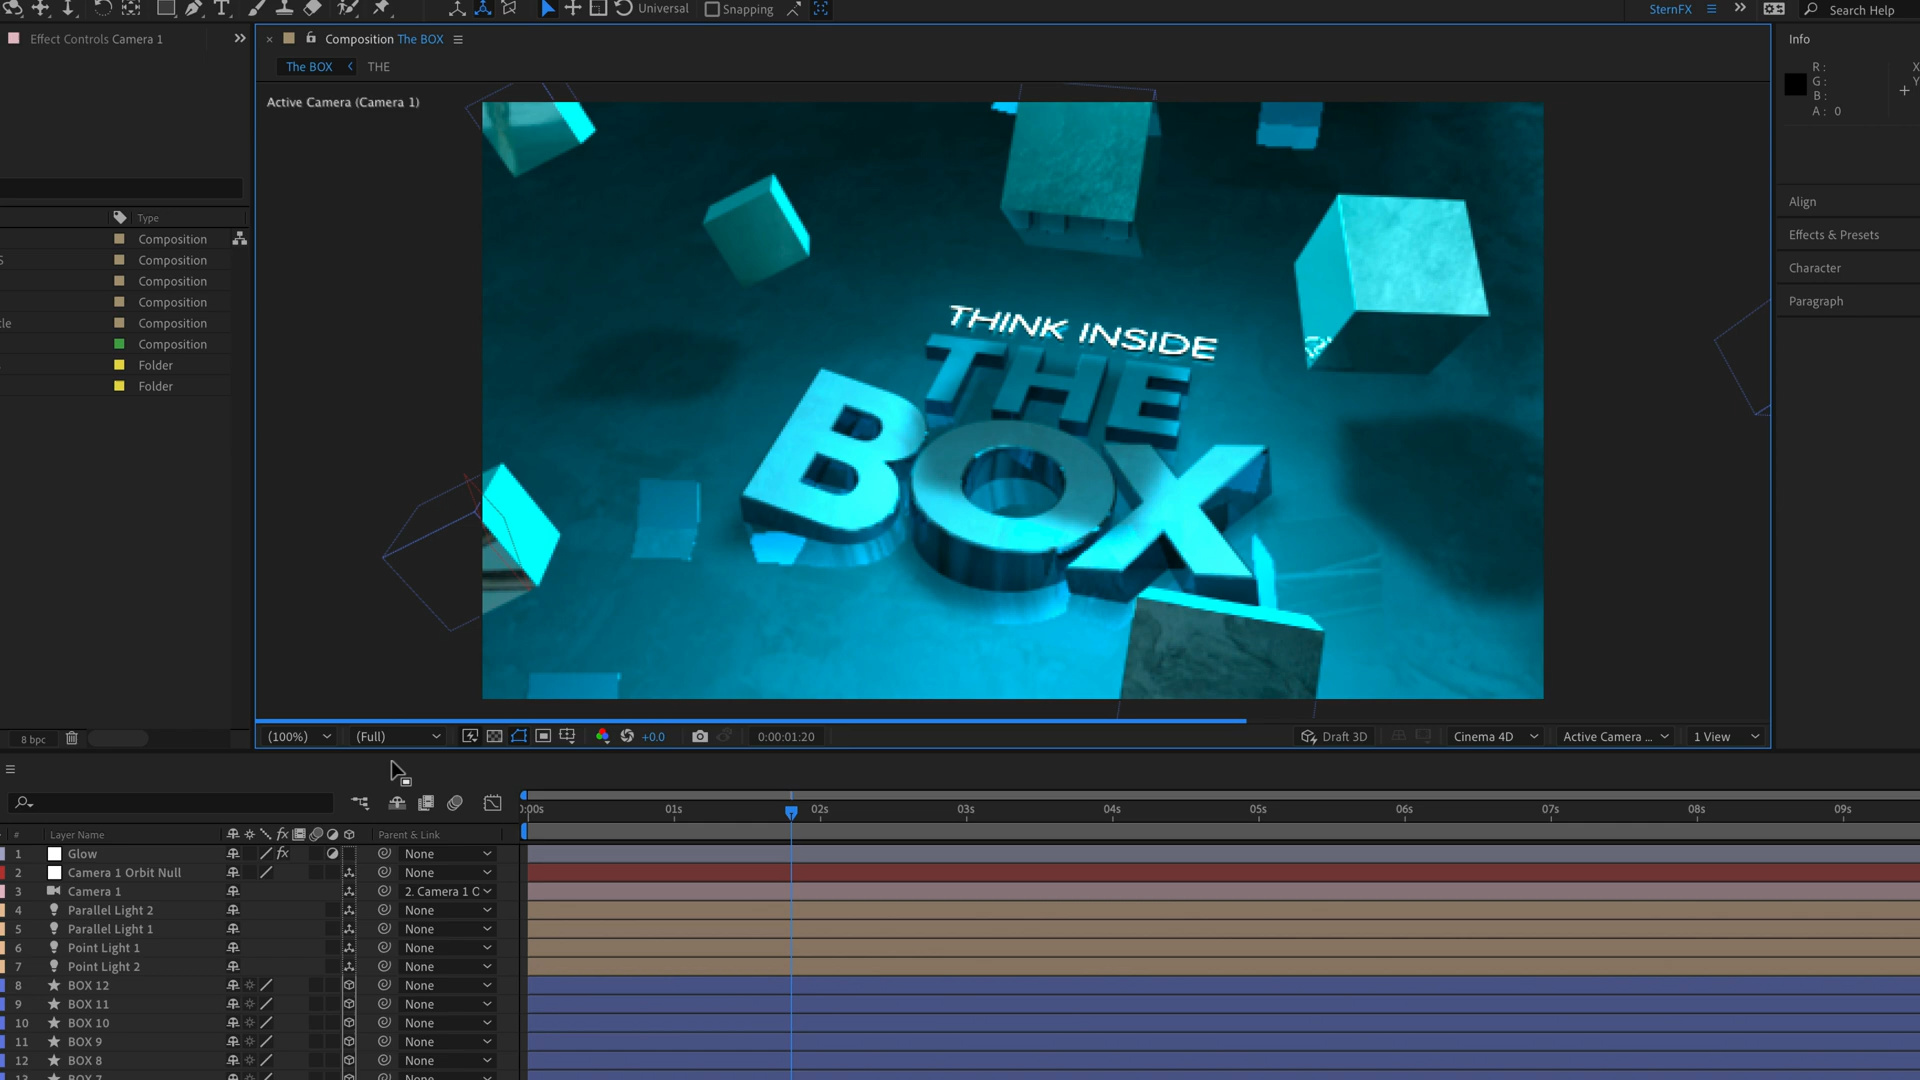 Universal
Snapping
SternFX
Search Help
Effect Controls Camera 1
Composition The BOX
The BOX
THE
Active Camera (Camera 1)
Info
R :
G :
B :
A : 0
X
Y
Align
Effects & Presets
Character
Paragraph
Type
Composition
Composition
Composition
Composition
Composition
Composition
Folder
Folder
THINK INSIDE
THE
BOX
8 bpc
(100%)
(Full)
+0.0
0:00:01:20
Draft 3D
Cinema 4D
Active Camera ...
1 View
# Layer Name fx Parent & Link
0:00s 01s 02s 03s 04s 05s 06s 07s 08s 09s
1 Glow fx None
2 Camera 1 Orbit Null None
3 Camera 1 2. Camera 1 O
4 Parallel Light 2 None
5 Parallel Light 1 None
6 Point Light 1 None
7 Point Light 2 None
8 BOX 12 None
9 BOX 11 None
10 BOX 10 None
11 BOX 9 None
12 BOX 8 None
13 BOX 7 None